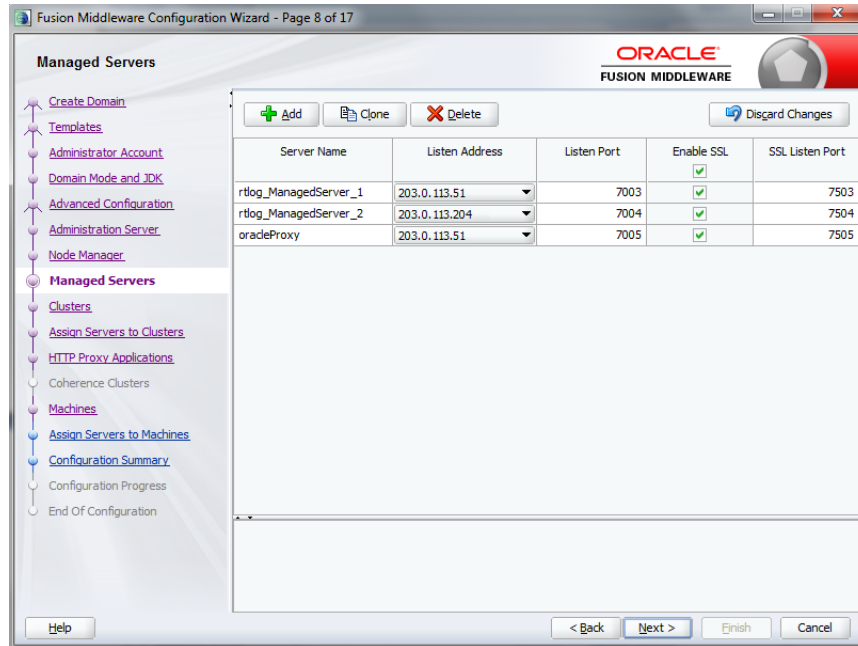 Fusion Middleware Configuration Wizard - Page 8 of 17
Managed Servers
ORACLE
FUSION MIDDLEWARE
Create Domain
Templates
Administrator Account
Domain Mode and JDK
Advanced Configuration
Administration Server
Node Manager
Managed Servers
Clusters
Assign Servers to Clusters
HTTP Proxy Applications
Coherence Clusters
Machines
Assign Servers to Machines
Configuration Summary
Configuration Progress
End Of Configuration
Add Clone Delete Discard Changes
Server Name Listen Address Listen Port Enable SSL SSL Listen Port
rtlog_ManagedServer_1 203.0.113.51 7003 7503
rtlog_ManagedServer_2 203.0.113.204 7004 7504
oracleProxy 203.0.113.51 7005 7505
Help < Back Next > Finish Cancel